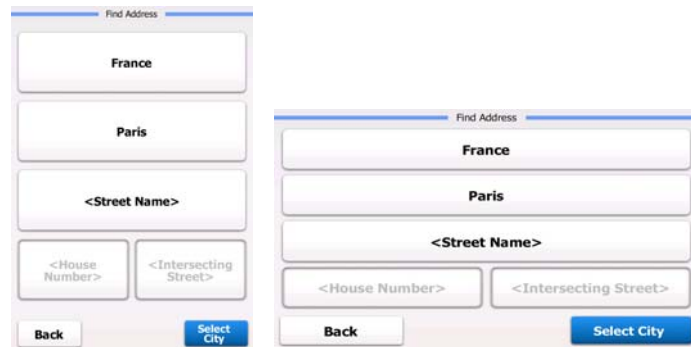 Find Address
France
Paris
<Street Name>
<House
Number>
<Intersecting
Street>
Back
Select
City
Find Address
France
Paris
<Street Name>
<House Number>
<Intersecting Street>
Back
Select City